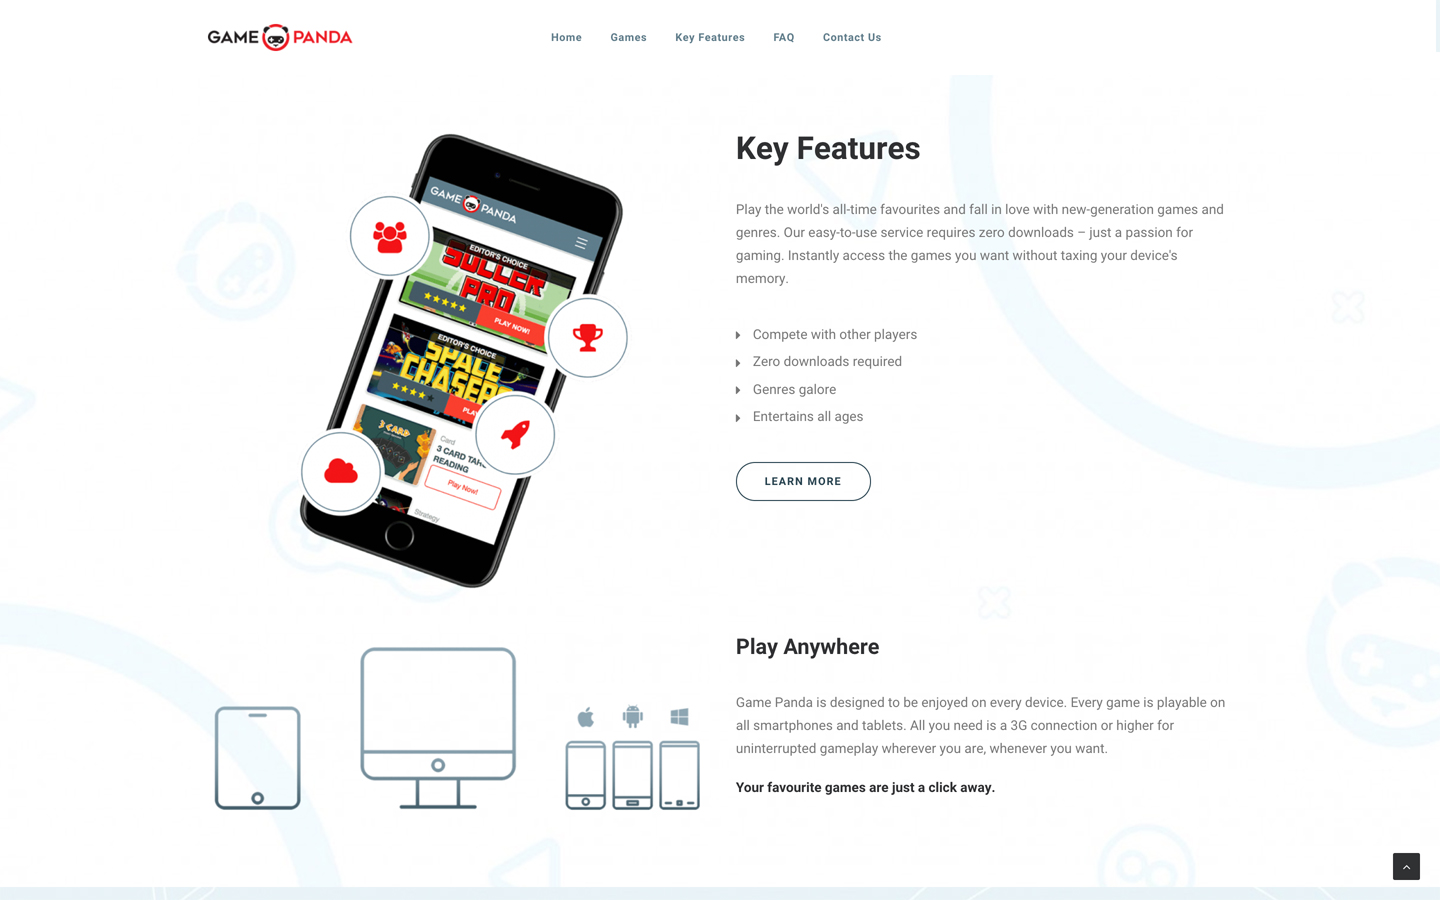 GAME PANDA
Home
Games
Key Features
FAQ
Contact Us
Key Features
Play the world's all-time favourites and fall in love with new-generation games and
genres. Our easy-to-use service requires zero downloads – just a passion for
gaming. Instantly access the games you want without taxing your device's
memory.
Compete with other players
Zero downloads required
Genres galore
Entertains all ages
LEARN MORE
GAME PANDA
EDITOR'S CHOICE
SOCCER
PRO
PLAY NOW!
EDITOR'S CHOICE
SPACE
CHASERS
3 CARD
Card
3 CARD
READING
Play Now!
Strategy
Play Anywhere
Game Panda is designed to be enjoyed on every device. Every game is playable on
all smartphones and tablets. All you need is a 3G connection or higher for
uninterrupted gameplay wherever you are, whenever you want.
Your favourite games are just a click away.